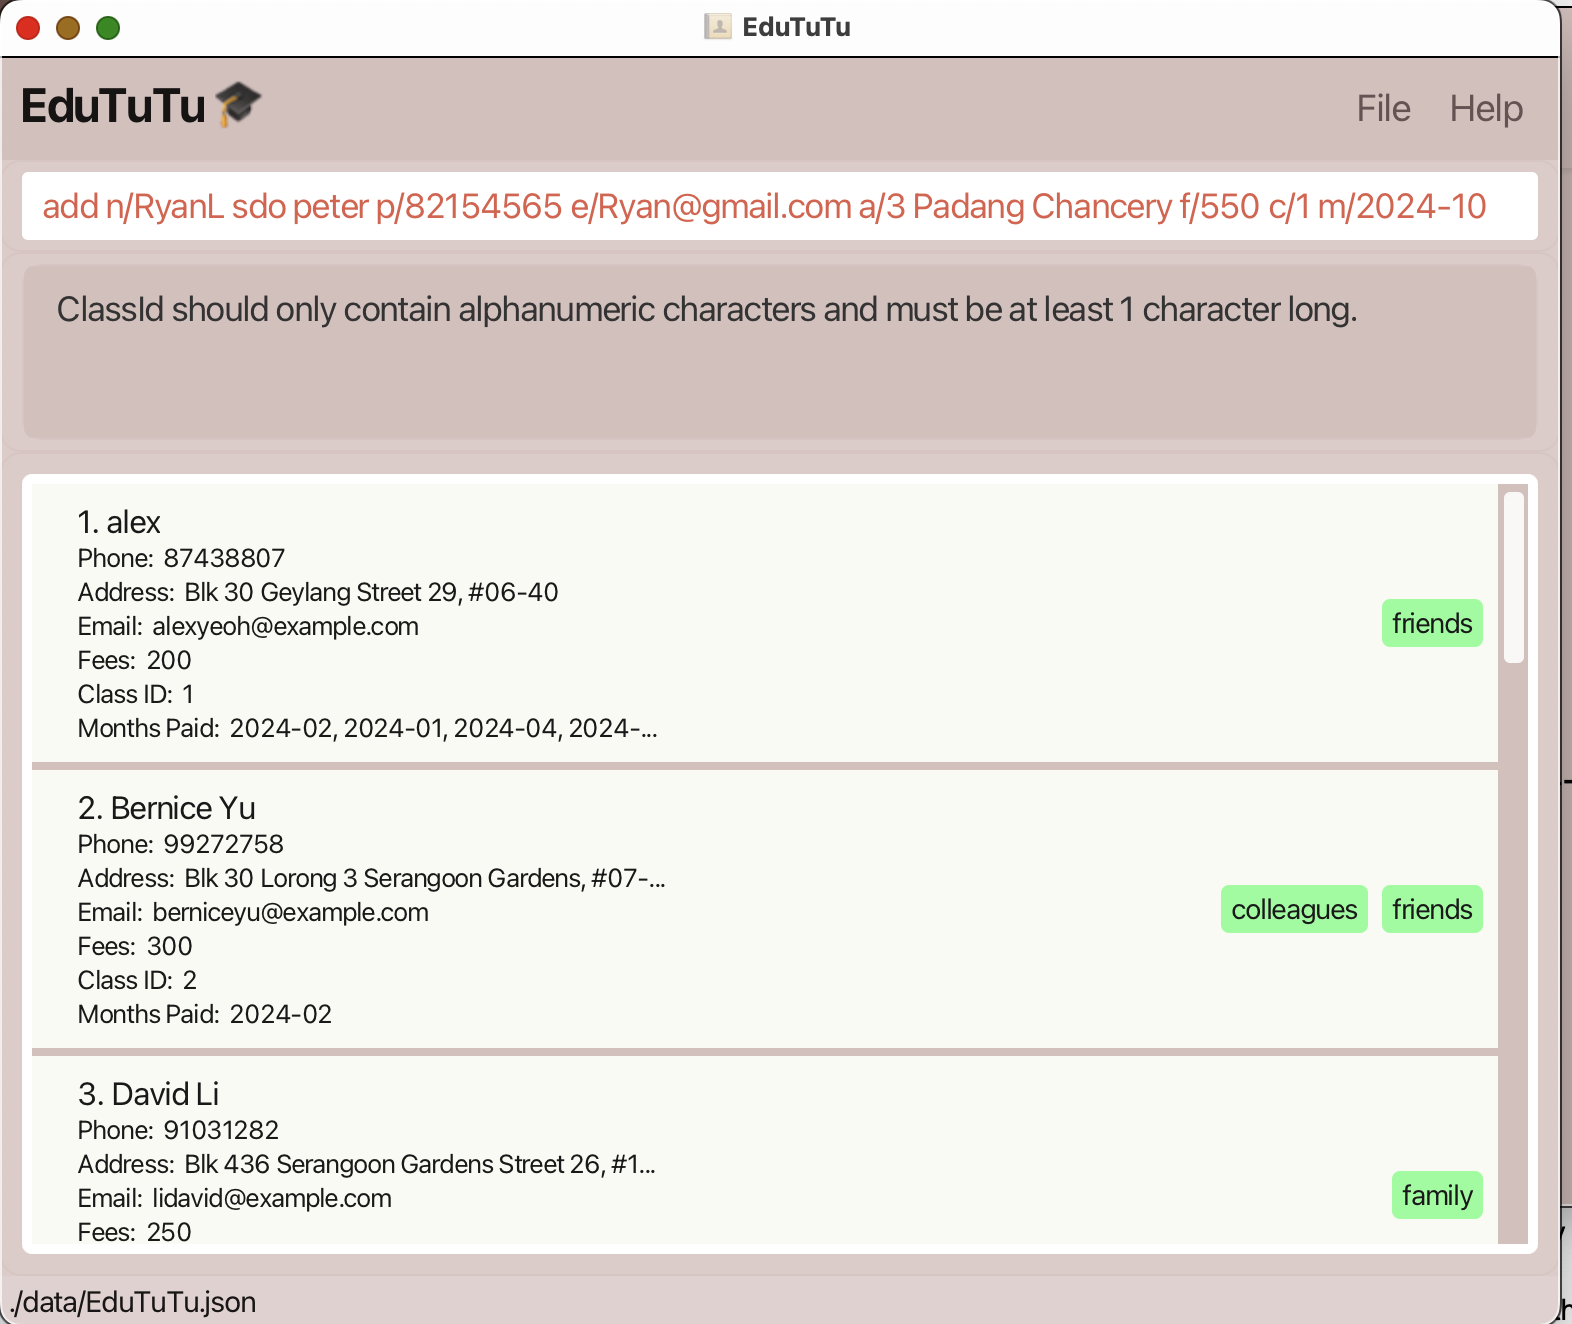 EduTuTu
EduTuTu
File Help
add n/RyanL sdo peter p/82154565 e/Ryan@gmail.com a/3 Padang Chancery f/550 c/1 m/2024-10
ClassId should only contain alphanumeric characters and must be at least 1 character long.
1. alex
Phone: 87438807
Address: Blk 30 Geylang Street 29, #06-40
Email: alexyeoh@example.com
Fees: 200
Class ID: 1
Months Paid: 2024-02, 2024-01, 2024-04, 2024-...
friends
2. Bernice Yu
Phone: 99272758
Address: Blk 30 Lorong 3 Serangoon Gardens, #07-...
Email: berniceyu@example.com
Fees: 300
Class ID: 2
Months Paid: 2024-02
colleagues friends
3. David Li
Phone: 91031282
Address: Blk 436 Serangoon Gardens Street 26, #1...
Email: lidavid@example.com
Fees: 250
family
./data/EduTuTu.json